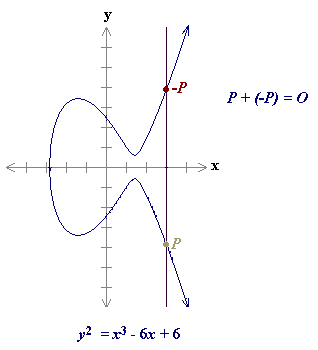 y
-P
P + (-P) = O
x
P
y² = x³ - 6x + 6